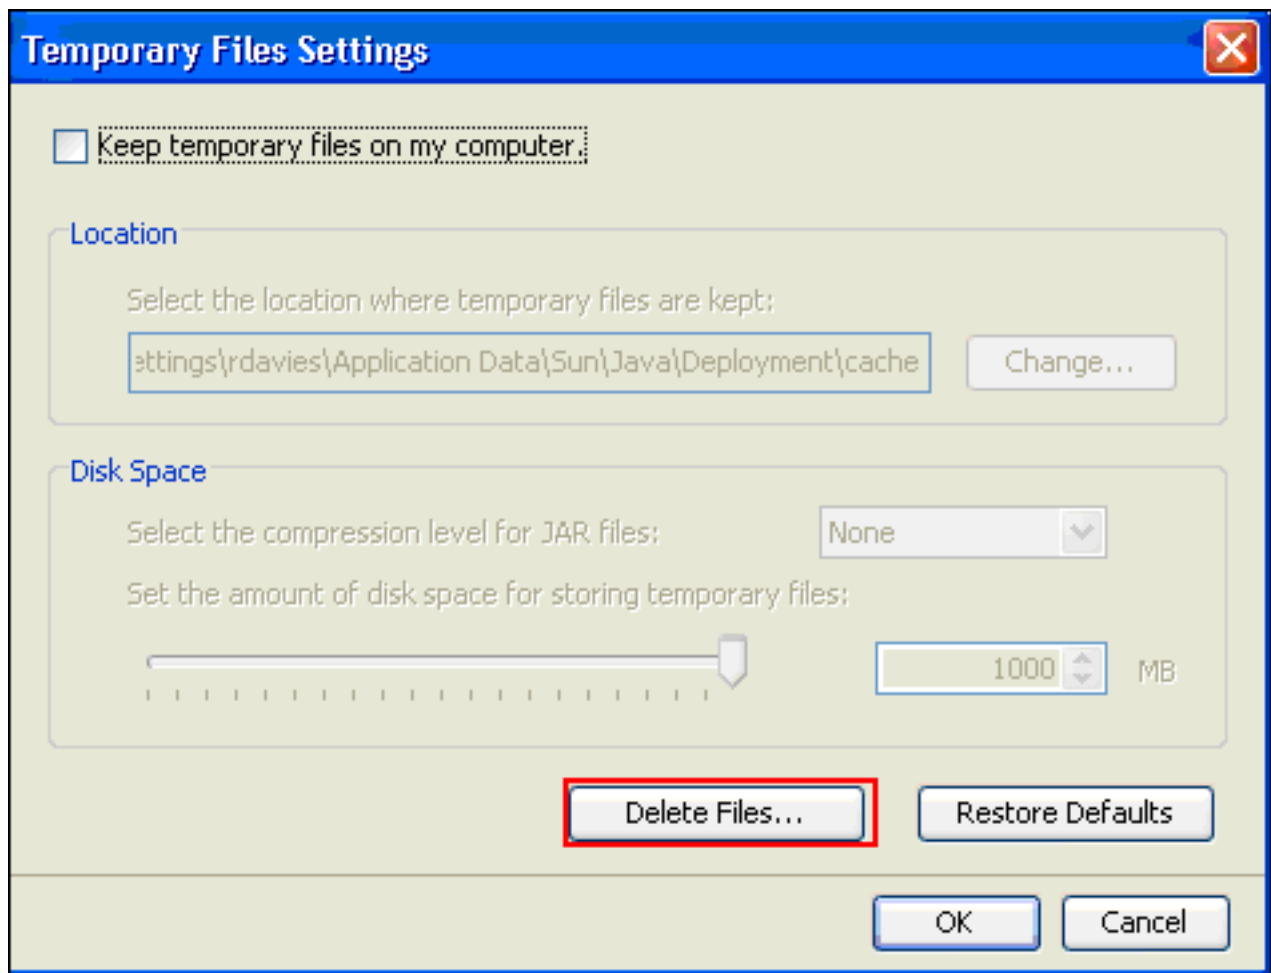 Temporary Files Settings
Keep temporary files on my computer.
Location
Select the location where temporary files are kept:
ettings\rdavies\Application Data\Sun\Java\Deployment\cache
Change...
Disk Space
Select the compression level for JAR files:
None
Set the amount of disk space for storing temporary files:
1000 MB
Delete Files...
Restore Defaults
OK
Cancel